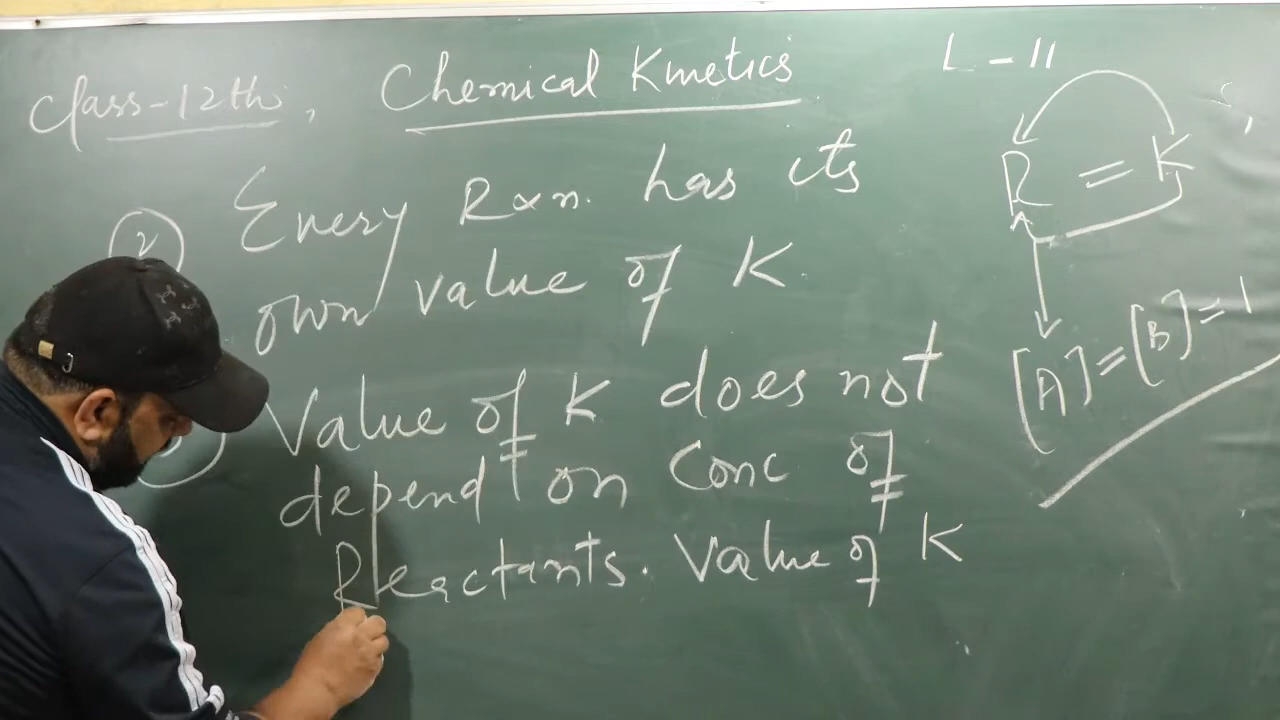 Class-12th, Chemical Kinetics L-11
② Every Rxn. has its
own value of K
Value of K does not
depend on Conc of
Reactants. Value of K
R = K
[A] = [B] = 1